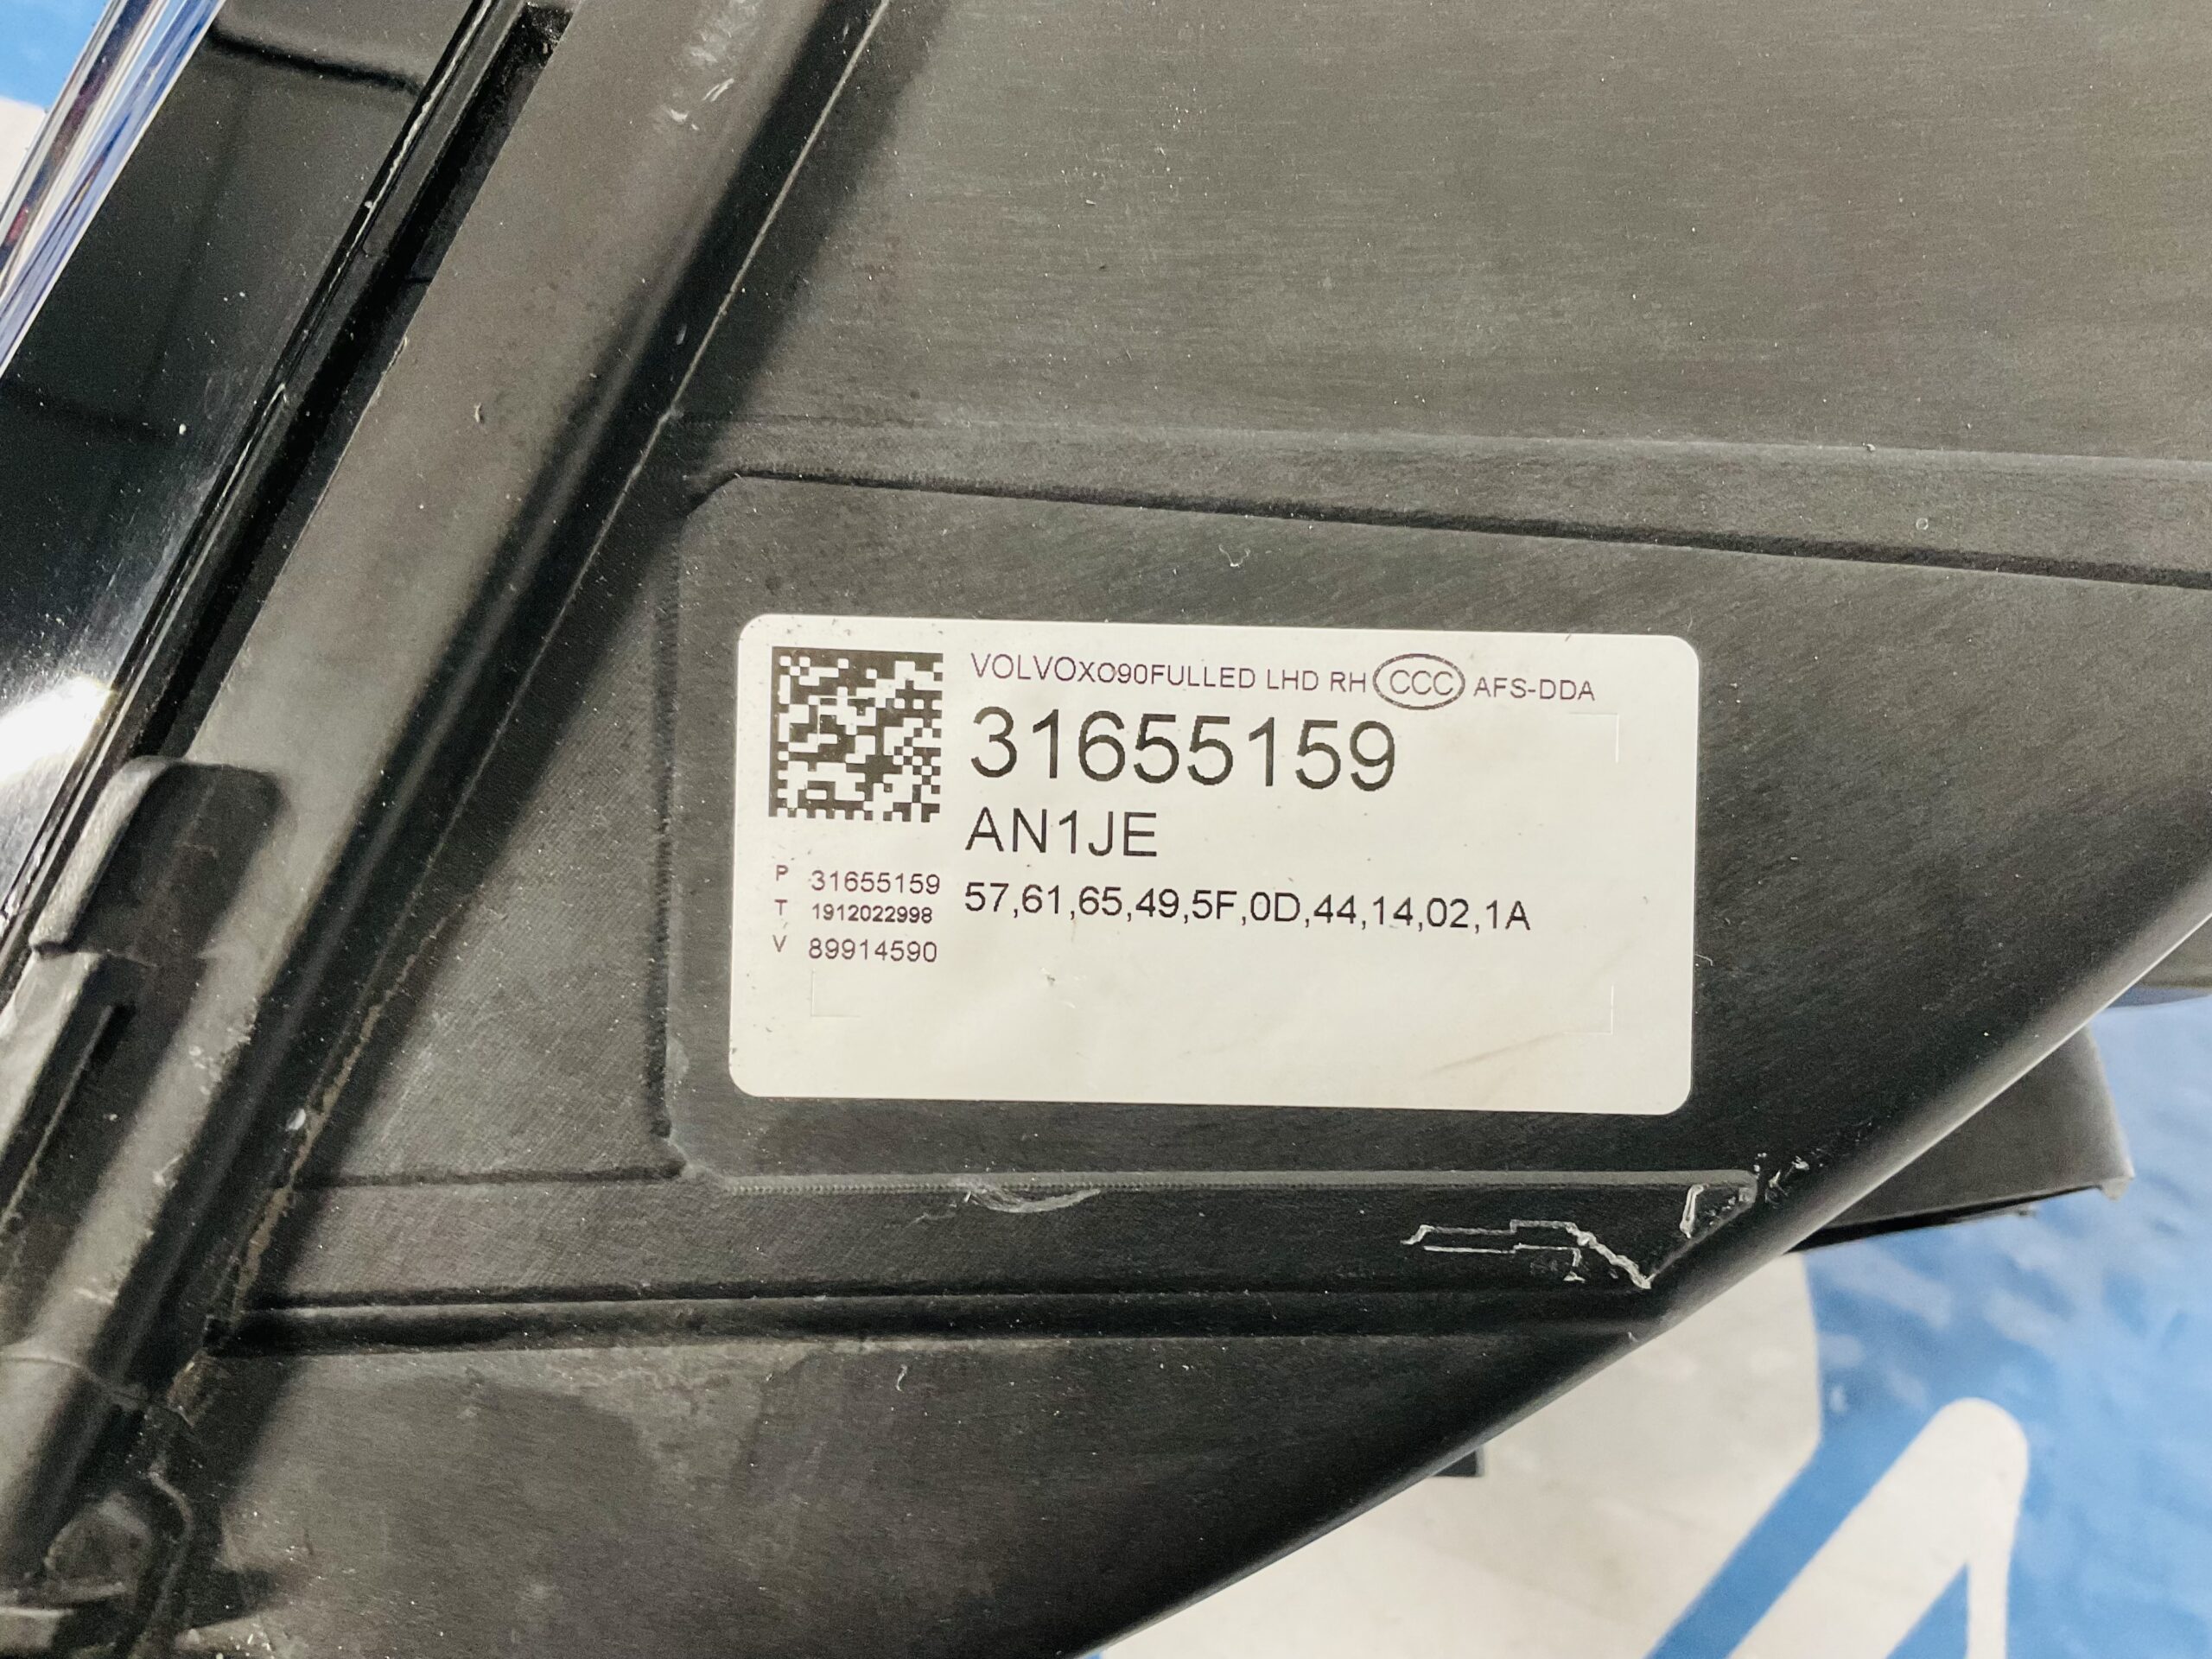 VOLVOXO90FULLED LHD RH CCC AFS-DDA
31655159
AN1JE
57,61,65,49,5F,0D,44,14,02,1A
P 31655159
T 1912022998
V 89914590